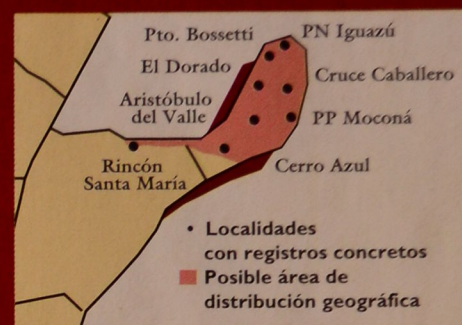 Pto. Bossetti
PN Iguazú
El Dorado
Cruce Caballero
Aristóbulo
del Valle
PP Moconá
Rincón
Santa María
Cerro Azul
• Localidades
con registros concretos
Posible área de
distribución geográfica